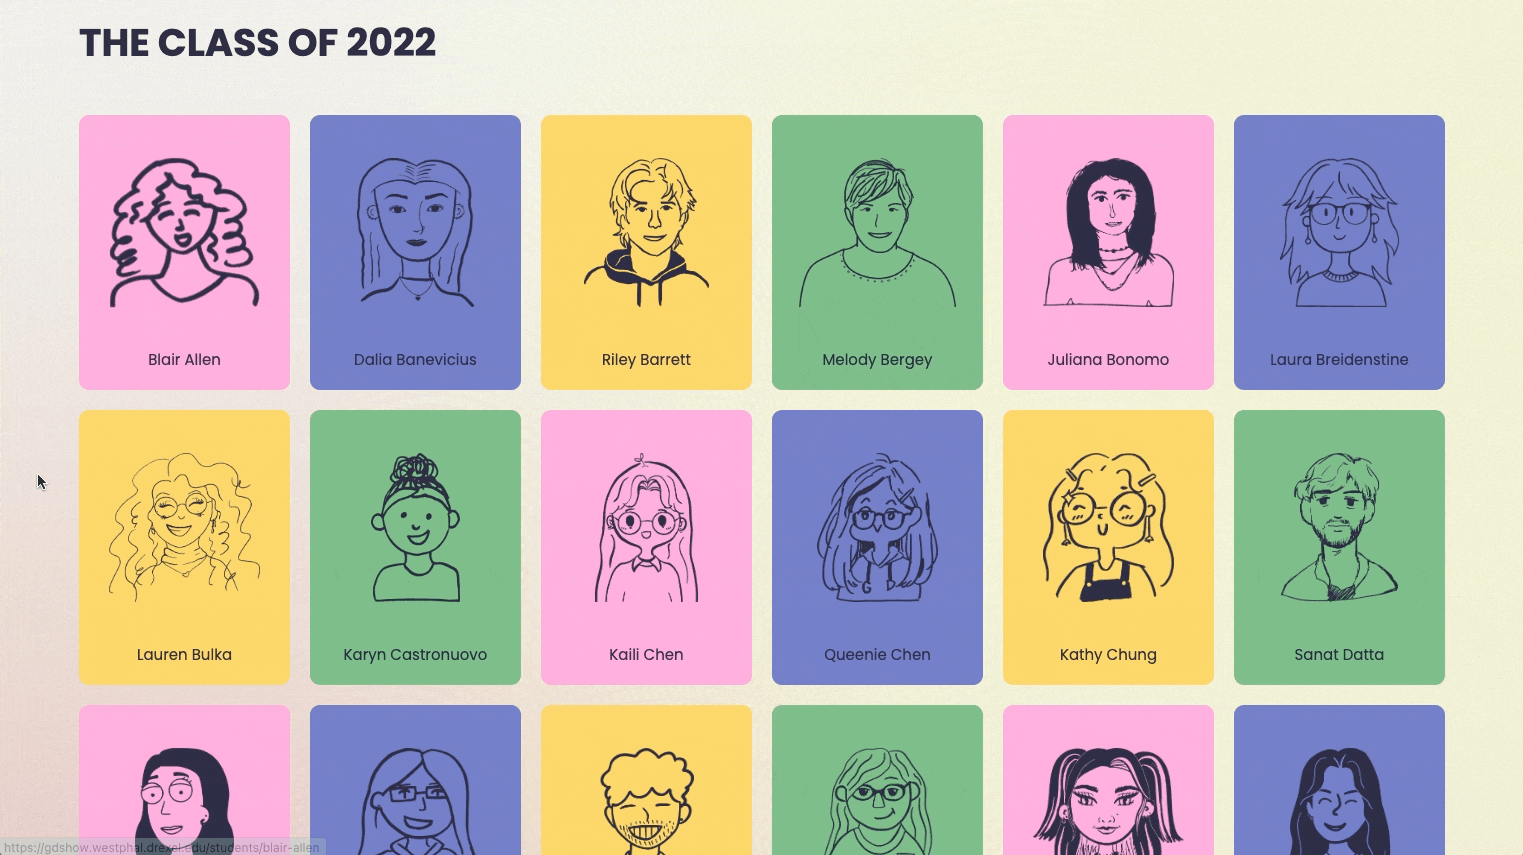 THE CLASS OF 2022
Blair Allen
Dalia Banevicius
Riley Barrett
Melody Bergey
Juliana Bonomo
Laura Breidenstine
Lauren Bulka
Karyn Castronuovo
Kaili Chen
Queenie Chen
Kathy Chung
Sanat Datta
https://gdshow.westphal.drexel.edu/students/blair-allen